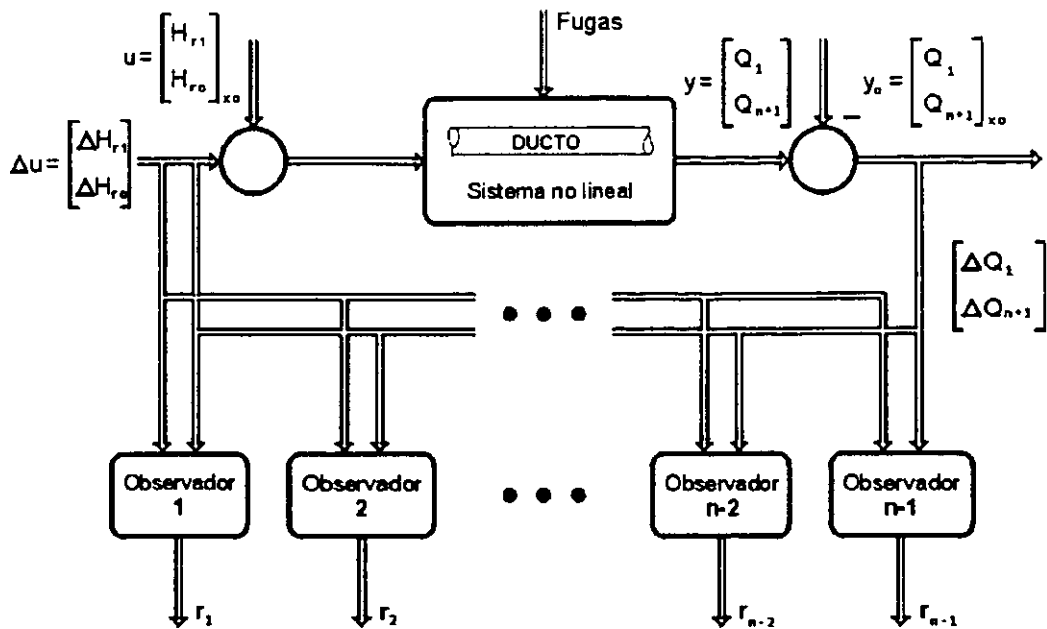 Fugas
u = [H_r1
H_ro]_xo
y = [Q_1
Q_n+1]
y_o = [Q_1
Q_n+1]_xo
Δu = [ΔH_r1
ΔH_ro]
DUCTO
Sistema no lineal
[ΔQ_1
ΔQ_n+1]
Observador
1
Observador
2
Observador
n-2
Observador
n-1
r_1
r_2
r_n-2
r_n-1